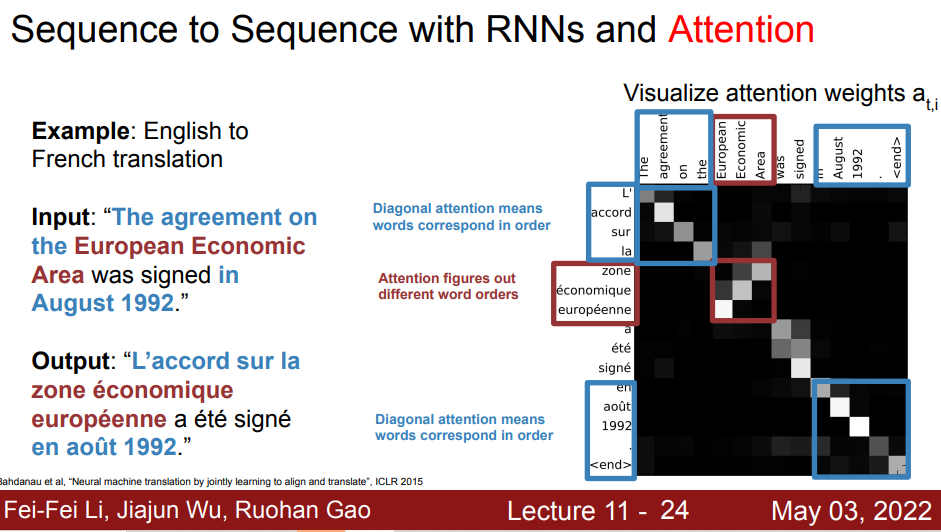 Sequence to Sequence with RNNs and Attention
Visualize attention weights a_t,i
Example: English to
French translation
Input: “The agreement on
the European Economic
Area was signed in
August 1992.”
Output: “L’accord sur la
zone économique
européenne a été signé
en août 1992.”
Diagonal attention means
words correspond in order
Attention figures out
different word orders
Diagonal attention means
words correspond in order
The
agreement
on
the
European
Economic
Area
was
signed
in
August
1992
.
<end>
L'
accord
sur
la
zone
économique
européenne
a
été
signé
en
août
1992
.
<end>
Bahdanau et al, “Neural machine translation by jointly learning to align and translate”, ICLR 2015
Fei-Fei Li, Jiajun Wu, Ruohan Gao
Lecture 11 - 24
May 03, 2022